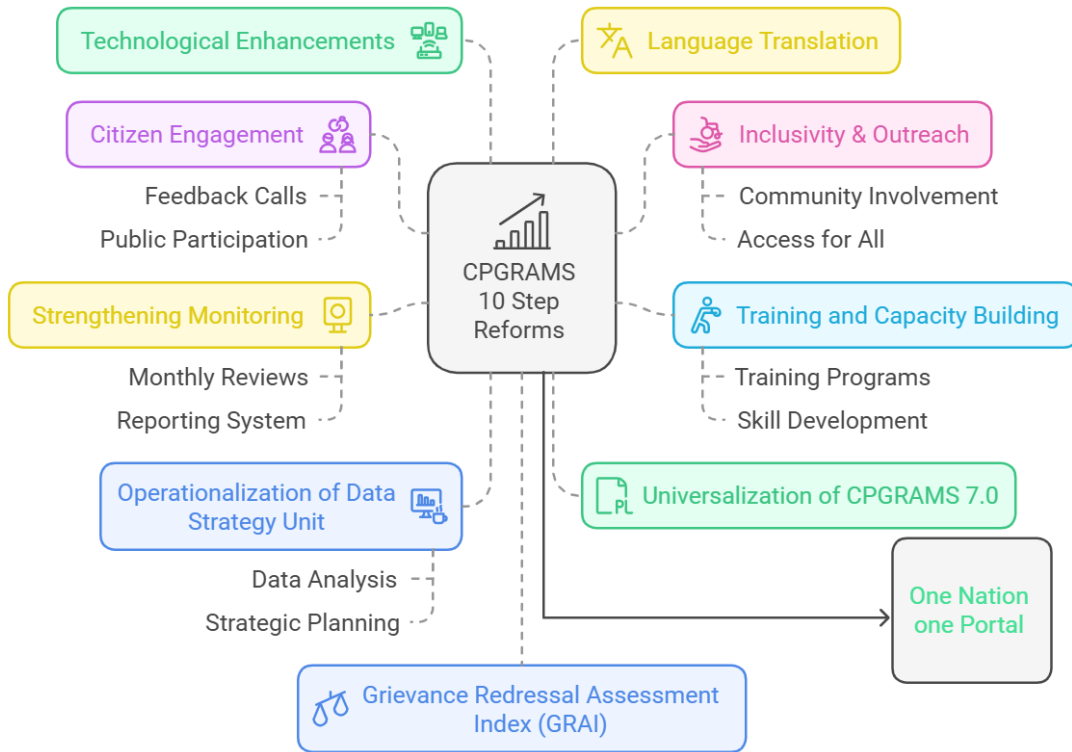 Technological Enhancements
Language Translation
Citizen Engagement
Feedback Calls
Public Participation
Inclusivity & Outreach
Community Involvement
Access for All
CPGRAMS
10 Step
Reforms
Strengthening Monitoring
Monthly Reviews
Reporting System
Training and Capacity Building
Training Programs
Skill Development
Operationalization of Data
Strategy Unit
Data Analysis
Strategic Planning
PL
Universalization of CPGRAMS 7.0
One Nation
one Portal
Grievance Redressal Assessment
Index (GRAI)